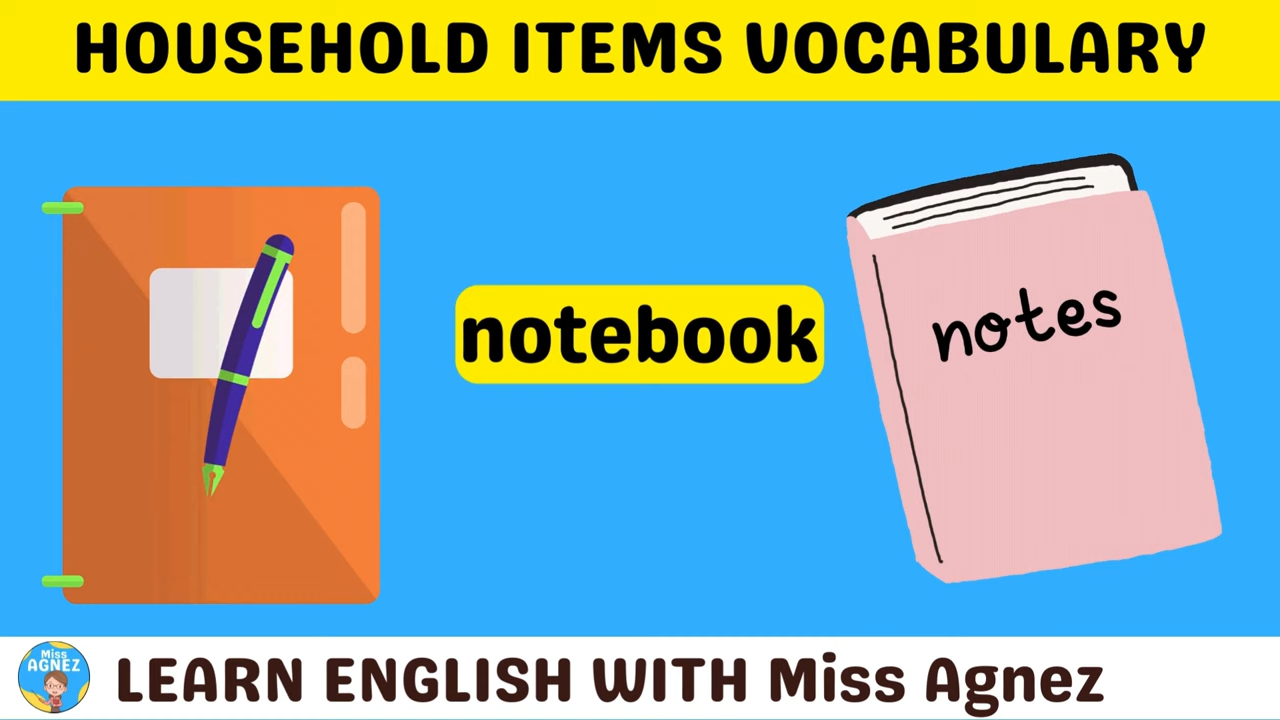 HOUSEHOLD ITEMS VOCABULARY
notebook
notes
Miss
AGNEZ
LEARN ENGLISH WITH Miss Agnez